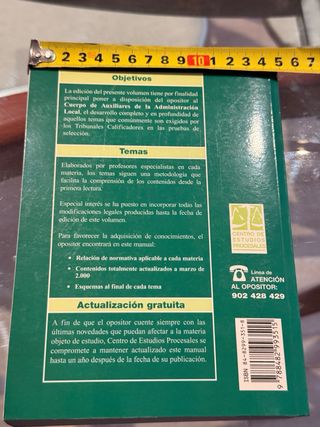 2 3 4 5 6 7 8 9 10 1 2 3 4 5 6 7
Objetivos
La edición del presente volumen tiene por finalidad
principal poner a disposición del opositor al
Cuerpo de Auxiliares de la Administración
Local, el desarrollo completo y en profundidad de
aquellos temas que comúnmente son exigidos por
los Tribunales Calificadores en las pruebas de
selección.
Temas
Elaborados por profesores especialistas en cada
materia, los temas siguen una metodología que
facilita la comprensión de los contenidos desde la
primera lectura.
Especial interés se ha puesto en incorporar todas las
modificaciones legales producidas hasta la fecha de
edición de este volumen.
Para favorecer la adquisición de conocimientos, el
opositor encontrará en este manual:
• Relación de normativa aplicable a cada materia
• Contenidos totalmente actualizados a marzo de
2.000
• Esquemas al final de cada tema
Actualización gratuita
A fin de que el opositor cuente siempre con las
últimas novedades que puedan afectar a la materia
objeto de estudio, Centro de Estudios Procesales se
compromete a mantener actualizado este manual
hasta un año después de la fecha de su publicación.
CENTRO DE
ESTUDIOS
PROCESALES
Línea de
ATENCIÓN
AL OPOSITOR:
902 428 429
ISBN 84-8299-351-8
9 788482 993515